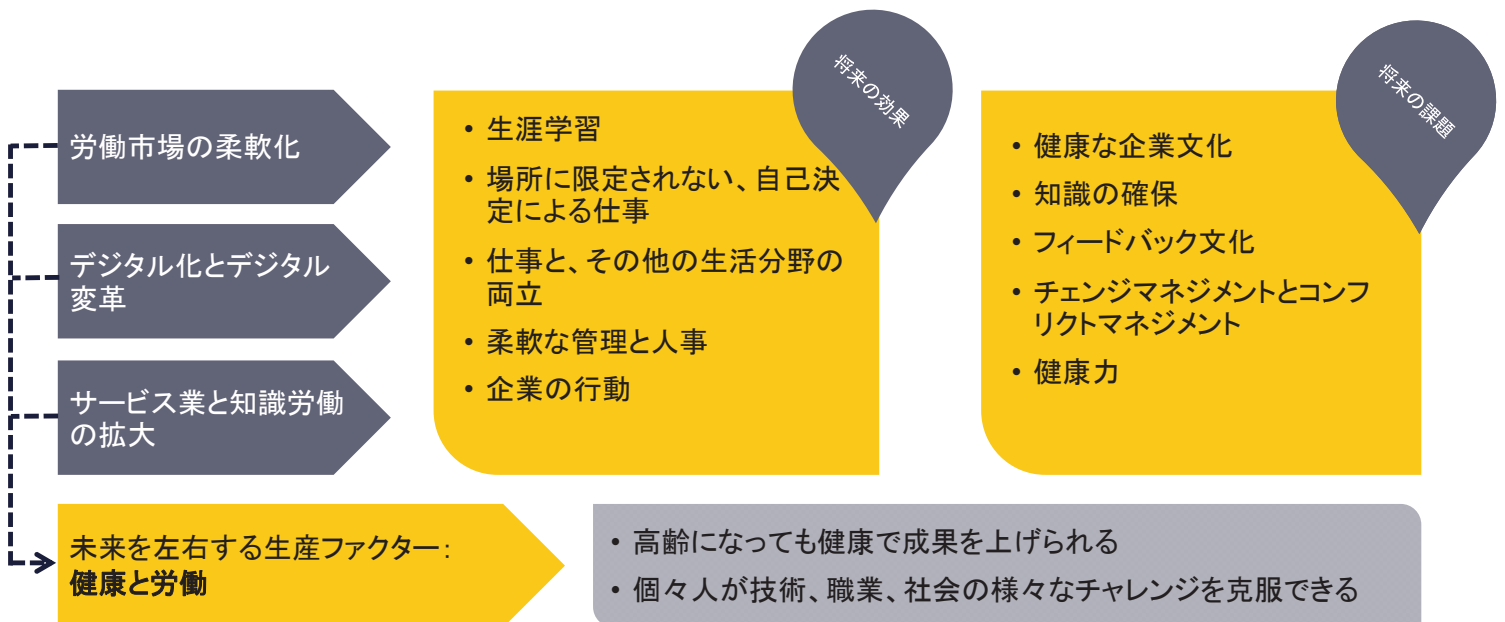 労働市場の柔軟化
デジタル化とデジタル
変革
サービス業と知識労働
の拡大
将来の効果
• 生涯学習
• 場所に限定されない、自己決
定による仕事
• 仕事と、その他の生活分野の
両立
• 柔軟な管理と人事
• 企業の行動
将来の課題
• 健康な企業文化
• 知識の確保
• フィードバック文化
• チェンジマネジメントとコンフ
リクトマネジメント
• 健康力
未来を左右する生産ファクター：
健康と労働
• 高齢になっても健康で成果を上げられる
• 個々人が技術、職業、社会の様々なチャレンジを克服できる